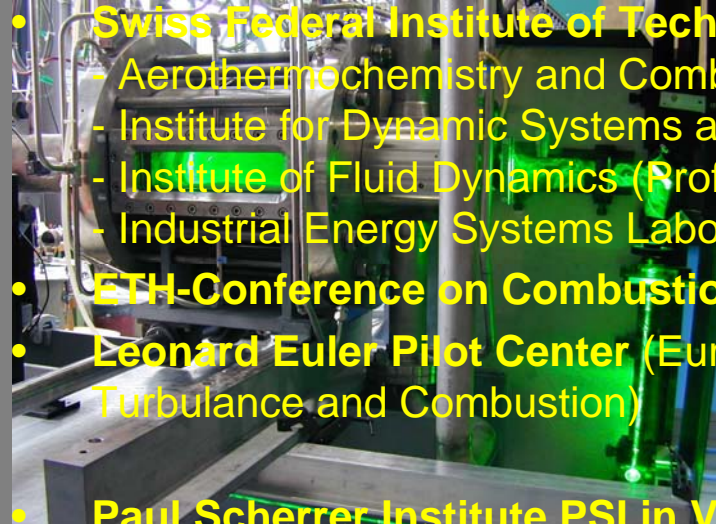 • Swiss Federal Institute of Tech
- Aerothermochemistry and Comb
- Institute for Dynamic Systems a
- Institute of Fluid Dynamics (Prof
- Industrial Energy Systems Labo
• ETH-Conference on Combustio
• Leonard Euler Pilot Center (Eur
Turbulance and Combustion)
• Paul Scherrer Institute PSI in V